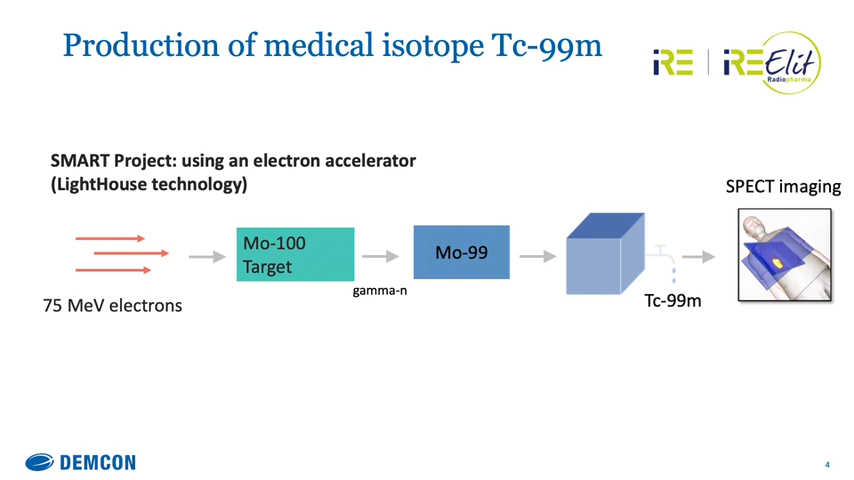 Production of medical isotope Tc-99m
iRE | iRE Elit
Radiopharma
SMART Project: using an electron accelerator
(LightHouse technology)
SPECT imaging
Mo-100
Target
Mo-99
gamma-n
75 MeV electrons
Tc-99m
DEMCON
4